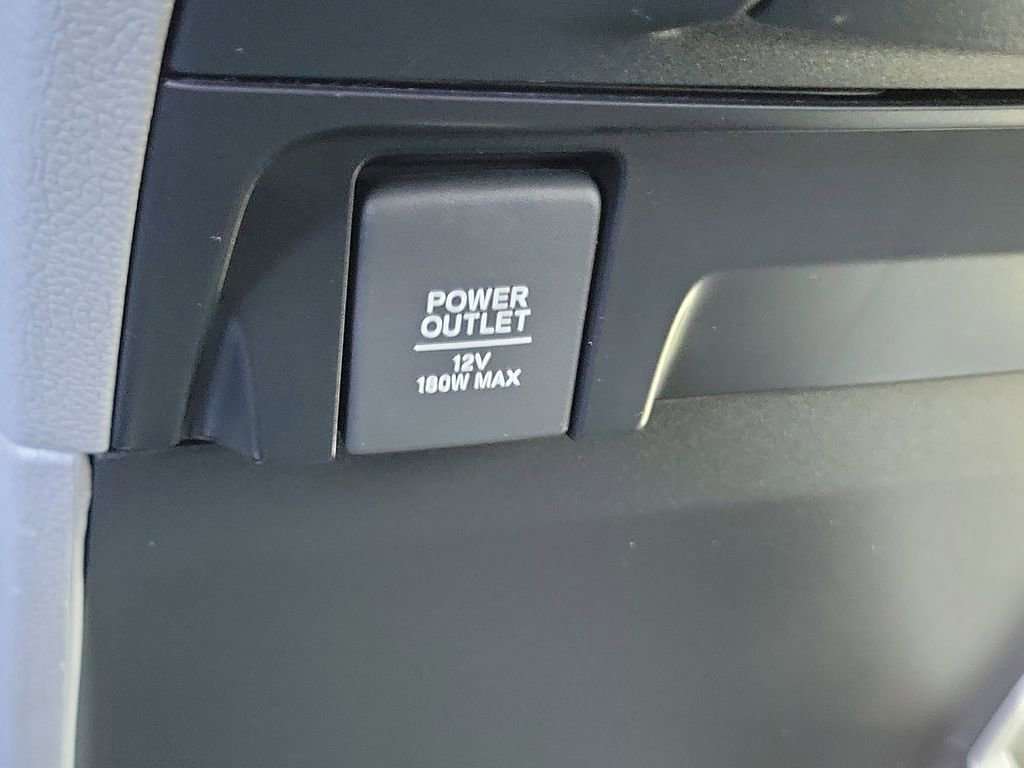 POWER
OUTLET
12V
180W MAX